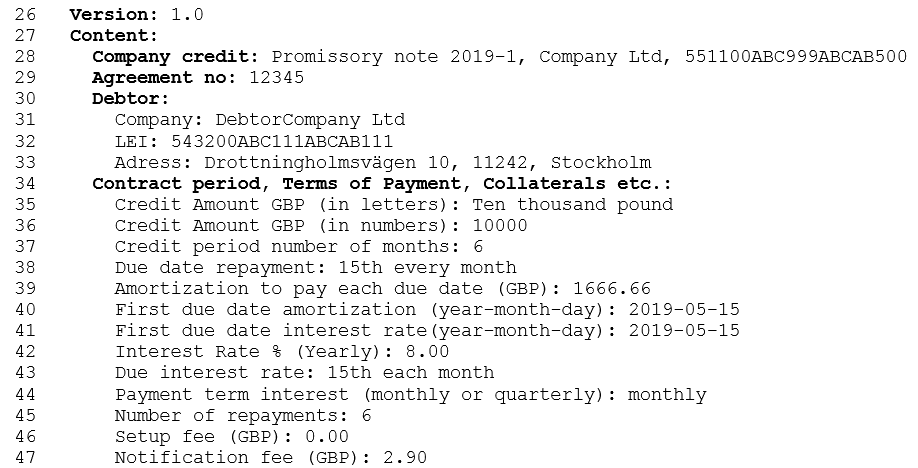 26 Version: 1.0
27 Content:
28 Company credit: Promissory note 2019-1, Company Ltd, 551100ABC999ABCAB500
29 Agreement no: 12345
30 Debtor:
31 Company: DebtorCompany Ltd
32 LEI: 543200ABC111ABCAB111
33 Adress: Drottningholmsvägen 10, 11242, Stockholm
34 Contract period, Terms of Payment, Collaterals etc.:
35 Credit Amount GBP (in letters): Ten thousand pound
36 Credit Amount GBP (in numbers): 10000
37 Credit period number of months: 6
38 Due date repayment: 15th every month
39 Amortization to pay each due date (GBP): 1666.66
40 First due date amortization (year-month-day): 2019-05-15
41 First due date interest rate(year-month-day): 2019-05-15
42 Interest Rate % (Yearly): 8.00
43 Due interest rate: 15th each month
44 Payment term interest (monthly or quarterly): monthly
45 Number of repayments: 6
46 Setup fee (GBP): 0.00
47 Notification fee (GBP): 2.90